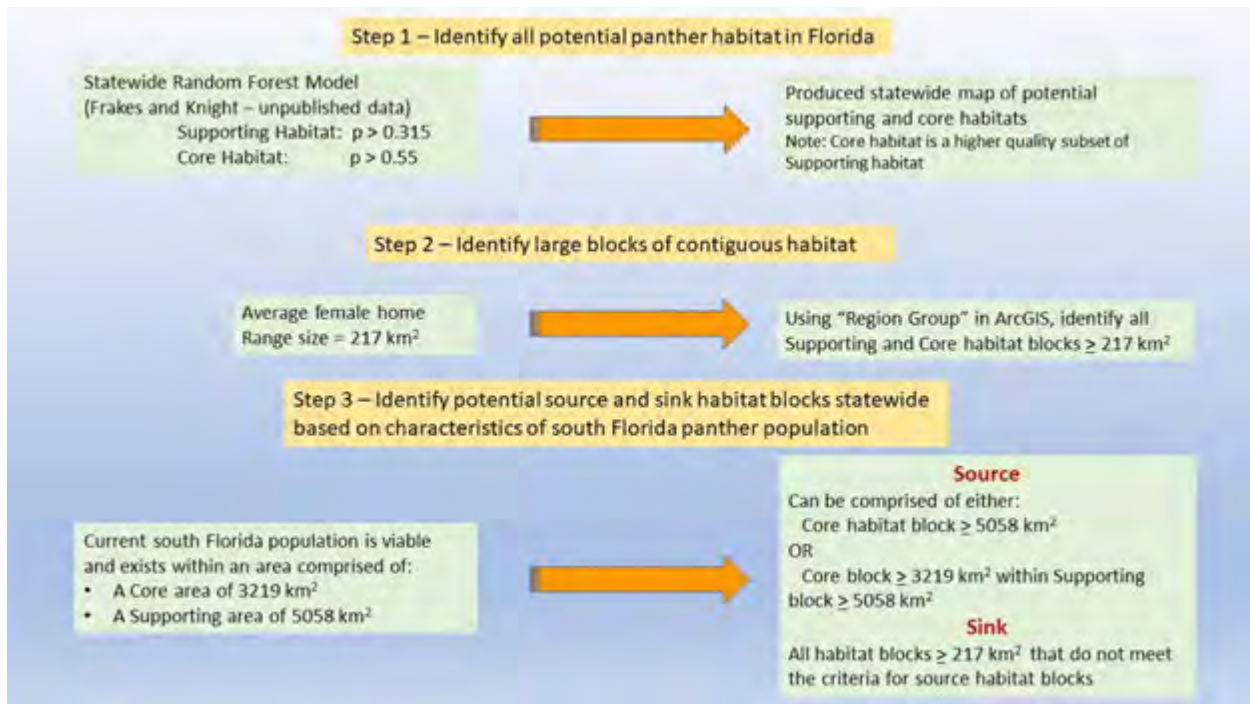 Step 1 – Identify all potential panther habitat in Florida
Statewide Random Forest Model
(Frakes and Knight – unpublished data)
Supporting Habitat: p > 0.315
Core Habitat: p > 0.55
Produced statewide map of potential
supporting and core habitats
Note: Core habitat is a higher quality subset of
Supporting habitat
Step 2 – Identify large blocks of contiguous habitat
Average female home
Range size = 217 km²
Using “Region Group” in ArcGIS, identify all
Supporting and Core habitat blocks ≥ 217 km²
Step 3 – Identify potential source and sink habitat blocks statewide
based on characteristics of south Florida panther population
Current south Florida population is viable
and exists within an area comprised of:
• A Core area of 3219 km²
• A Supporting area of 5058 km²
Source
Can be comprised of either:
Core habitat block ≥ 5058 km²
OR
Core block ≥ 3219 km² within Supporting
block ≥ 5058 km²
Sink
All habitat blocks ≥ 217 km² that do not meet
the criteria for source habitat blocks